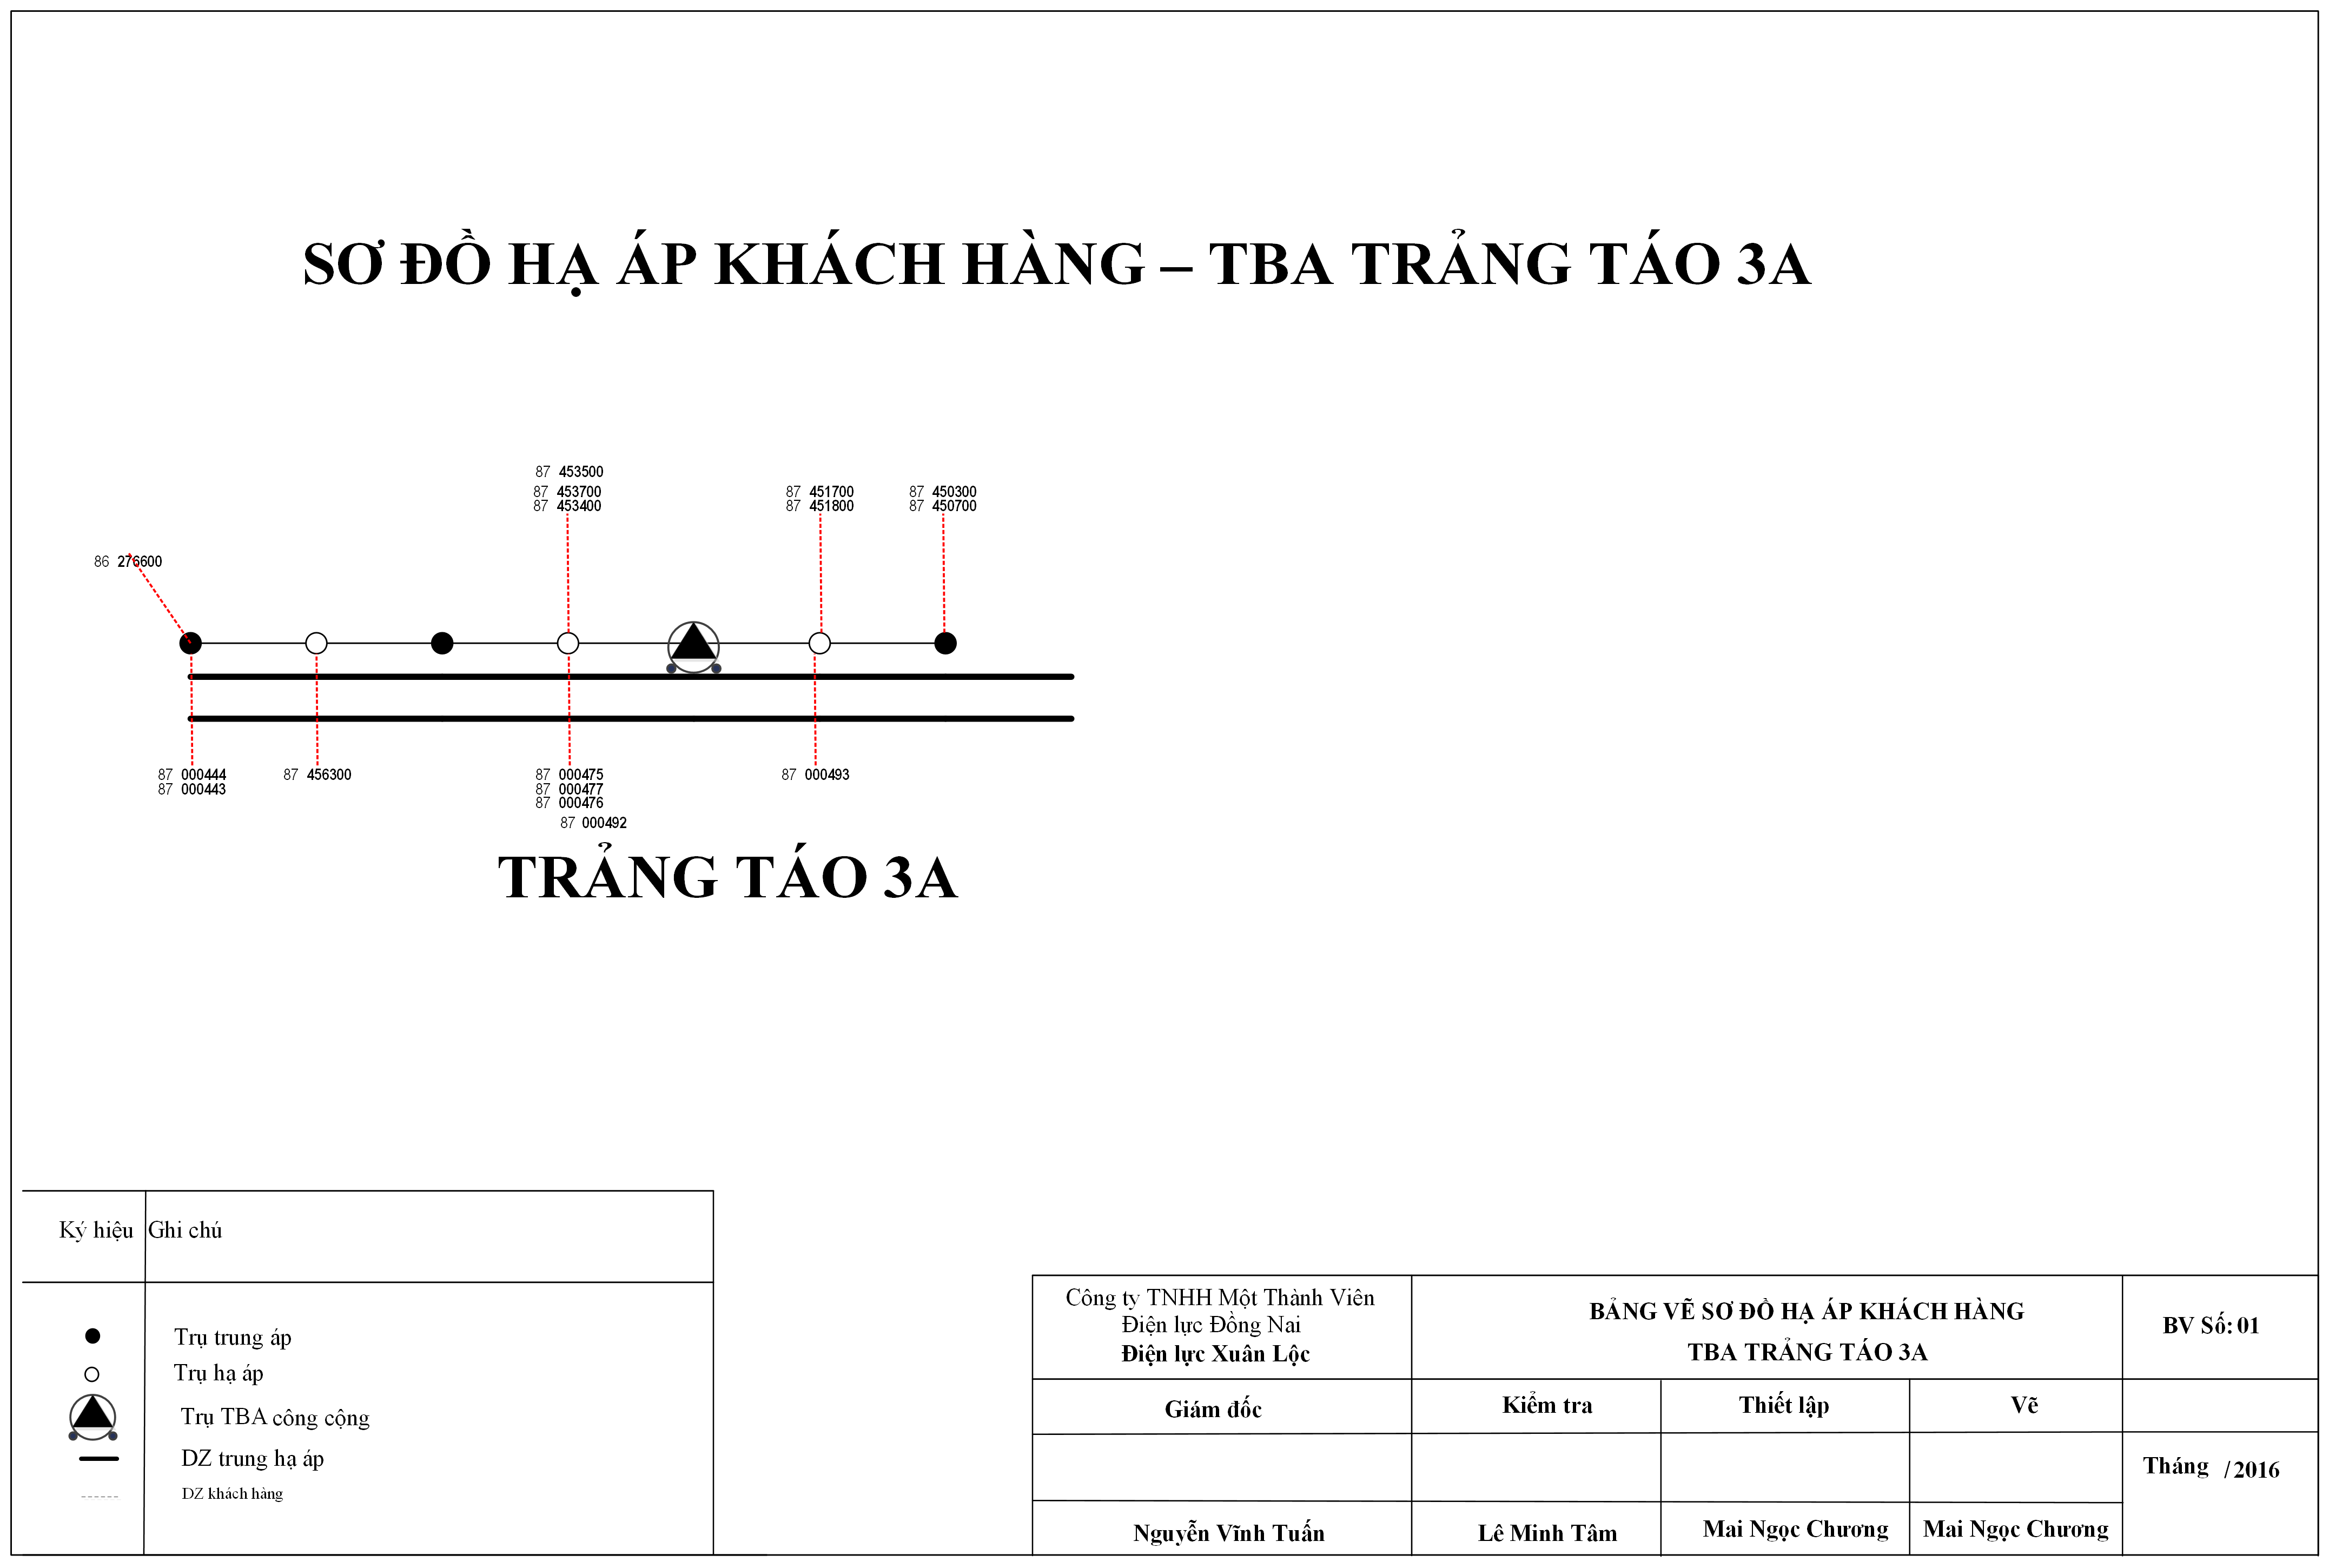 SƠ ĐỒ HẠ ÁP KHÁCH HÀNG – TBA TRẢNG TÁO 3A
87 453500
87 453700
87 453400
87 451700
87 451800
87 450300
87 450700
86 276600
87 000444
87 000443
87 456300
87 000475
87 000477
87 000476
87 000492
87 000493
TRẢNG TÁO 3A
Ký hiệu Ghi chú
Trụ trung áp
Trụ hạ áp
Trụ TBA công cộng
DZ trung hạ áp
DZ khách hàng
Công ty TNHH Một Thành Viên
Điện lực Đồng Nai
Điện lực Xuân Lộc
BẢNG VẼ SƠ ĐỒ HẠ ÁP KHÁCH HÀNG
TBA TRẢNG TÁO 3A
BV Số: 01
Giám đốc
Kiểm tra
Thiết lập
Vẽ
Tháng /2016
Nguyễn Vĩnh Tuấn
Lê Minh Tâm
Mai Ngọc Chương
Mai Ngọc Chương